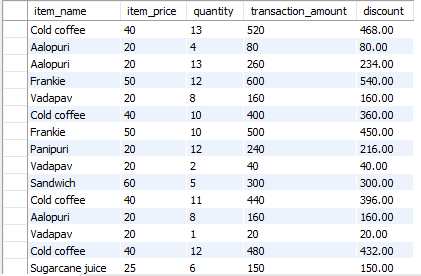 item_name item_price quantity transaction_amount discount
Cold coffee 40 13 520 468.00
Aalopuri 20 4 80 80.00
Aalopuri 20 13 260 234.00
Frankie 50 12 600 540.00
Vadapav 20 8 160 160.00
Cold coffee 40 10 400 360.00
Frankie 50 10 500 450.00
Panipuri 20 12 240 216.00
Vadapav 20 2 40 40.00
Sandwich 60 5 300 300.00
Cold coffee 40 11 440 396.00
Aalopuri 20 8 160 160.00
Vadapav 20 1 20 20.00
Cold coffee 40 12 480 432.00
Sugarcane juice 25 6 150 150.00